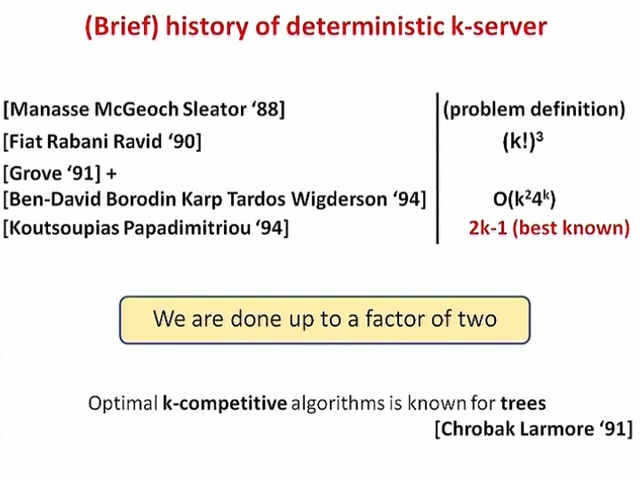 (Brief) history of deterministic k-server
[Manasse McGeoch Sleator ‘88] (problem definition)
[Fiat Rabani Ravid ‘90] (k!)³
[Grove ‘91] +
[Ben-David Borodin Karp Tardos Wigderson ‘94] O(k²4ᵏ)
[Koutsoupias Papadimitriou ‘94] 2k-1 (best known)
We are done up to a factor of two
Optimal k-competitive algorithms is known for trees
[Chrobak Larmore ‘91]